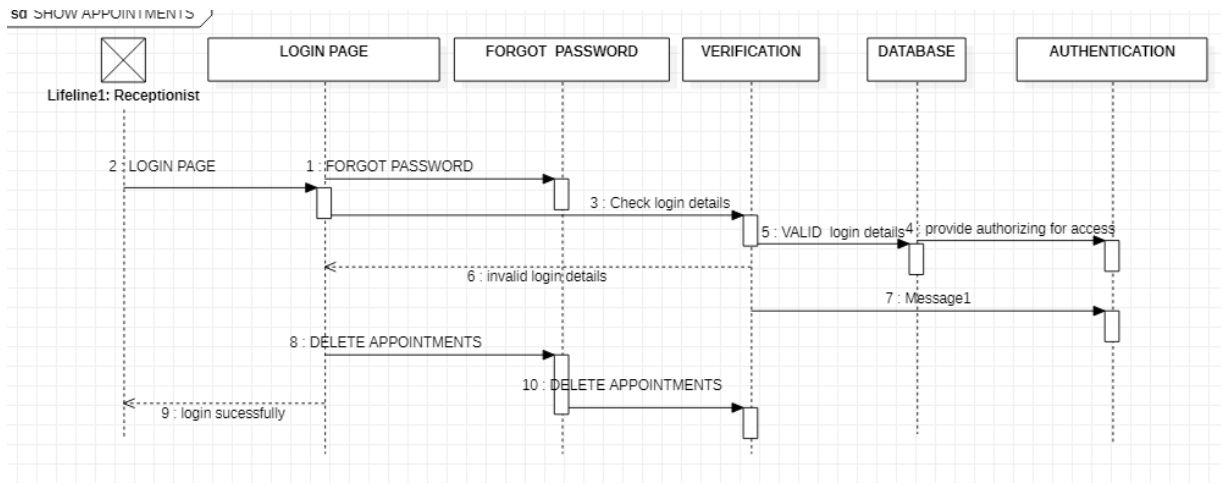 sd SHOW APPOINTMENTS
LOGIN PAGE
FORGOT PASSWORD
VERIFICATION
DATABASE
AUTHENTICATION
Lifeline1: Receptionist
2 : LOGIN PAGE
1 : FORGOT PASSWORD
3 : Check login details
5 : VALID login details
4 : provide authorizing for access
6 : invalid login details
7 : Message1
8 : DELETE APPOINTMENTS
10 : DELETE APPOINTMENTS
9 : login sucessfully